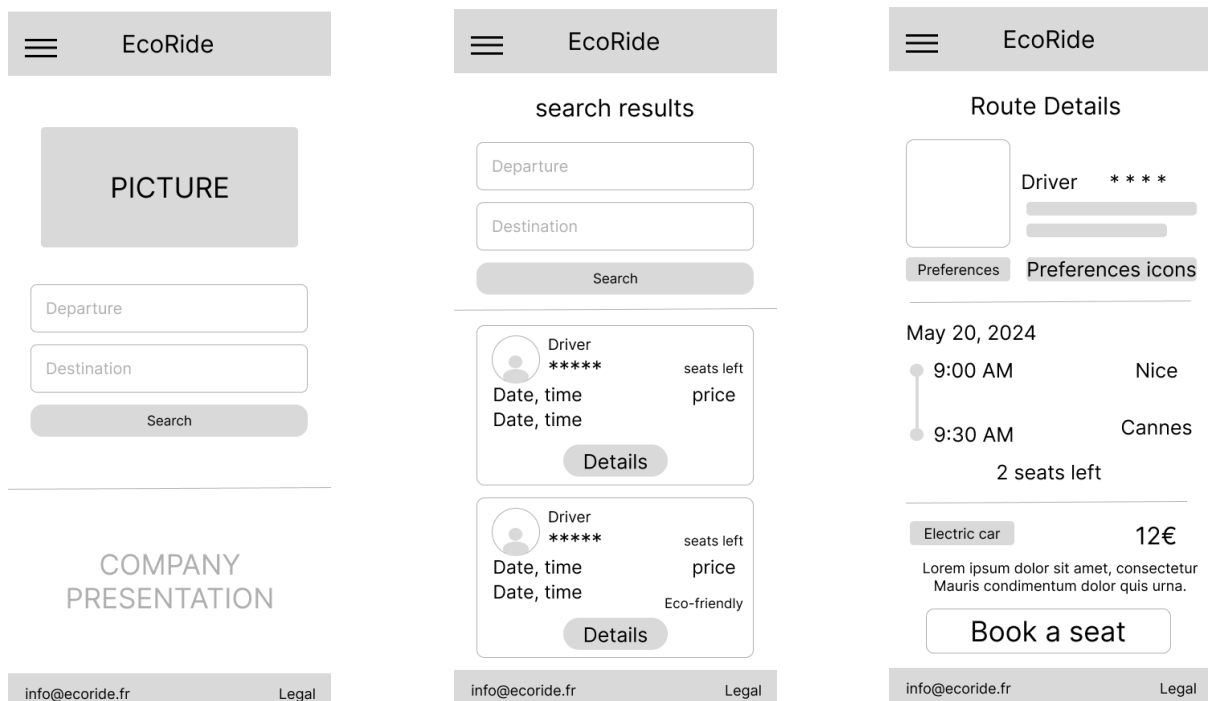 EcoRide
PICTURE
Departure
Destination
Search
COMPANY
PRESENTATION
info@ecoride.fr Legal
EcoRide
search results
Departure
Destination
Search
Driver
*****
seats left
Date, time price
Date, time
Details
Driver
*****
seats left
Date, time price
Date, time
Eco-friendly
Details
info@ecoride.fr Legal
EcoRide
Route Details
Driver * * * *
Preferences Preferences icons
May 20, 2024
9:00 AM Nice
9:30 AM Cannes
2 seats left
Electric car 12€
Lorem ipsum dolor sit amet, consectetur
Mauris condimentum dolor quis urna.
Book a seat
info@ecoride.fr Legal